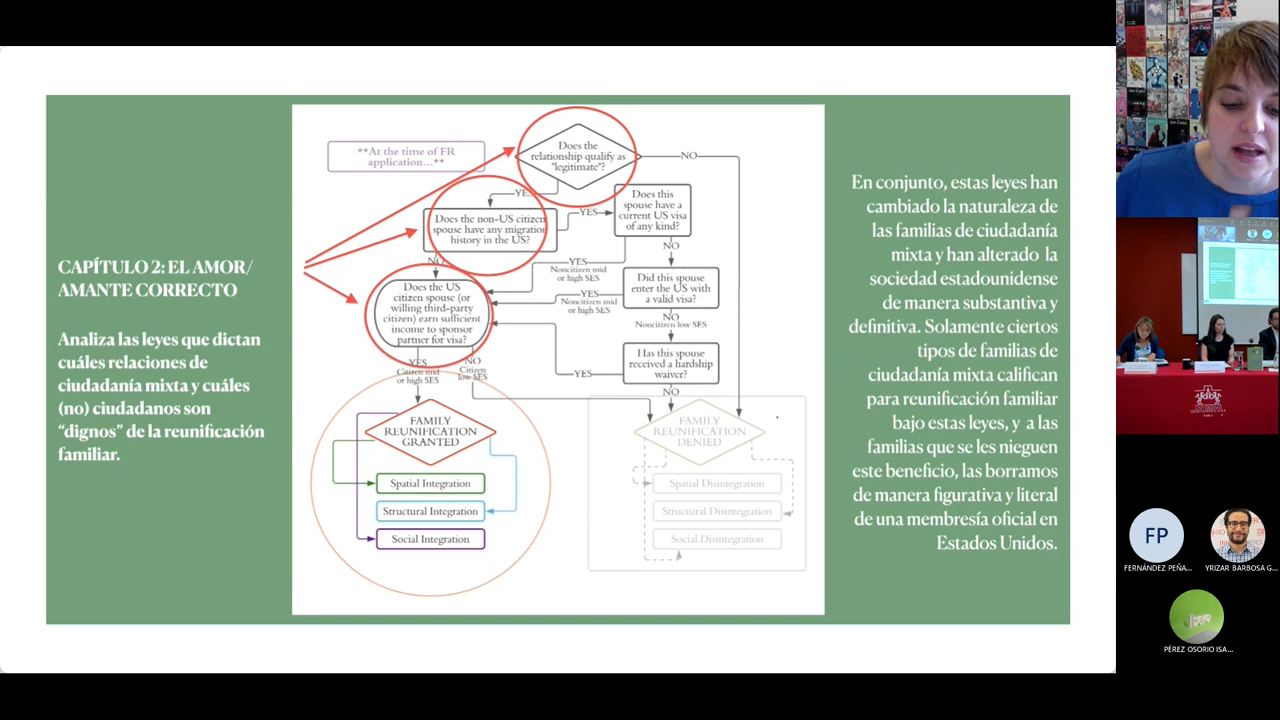 CAPÍTULO 2: EL AMOR/
AMANTE CORRECTO
Analiza las leyes que dictan
cuáles relaciones de
ciudadanía mixta y cuáles
(no) ciudadanos son
“dignos” de la reunificación
familiar.
**At the time of FR
application...**
Does the
relationship qualify as
"legitimate"?
NO
YES
Does the non-US citizen
spouse have any migration
history in the US?
YES
Does this
spouse have a
current US visa
of any kind?
NO
NO
YES
Noncitizen mid
or high SES
Does the US
citizen spouse (or
willing third-party
citizen) earn sufficient
income to sponsor
partner for visa?
YES
Noncitizen mid
or high SES
Did this spouse
enter the US with
a valid visa?
NO
Noncitizen low SES
Has this spouse
received a hardship
waiver?
YES
NO
YES
Citizen mid
or high SES
NO
Citizen
low SES
FAMILY
REUNIFICATION
GRANTED
Spatial Integration
Structural Integration
Social Integration
FAMILY
REUNIFICATION
DENIED
Spatial Disintegration
Structural Disintegration
Social Disintegration
En conjunto, estas leyes han
cambiado la naturaleza de
las familias de ciudadanía
mixta y han alterado la
sociedad estadounidense
de manera substantiva y
definitiva. Solamente ciertos
tipos de familias de
ciudadanía mixta califican
para reunificación familiar
bajo estas leyes, y a las
familias que se les nieguen
este beneficio, las borramos
de manera figurativa y literal
de una membresía oficial en
Estados Unidos.
FP
FERNÁNDEZ PEÑA...
YRIZAR BARBOSA G...
PÉREZ OSORIO ISA...